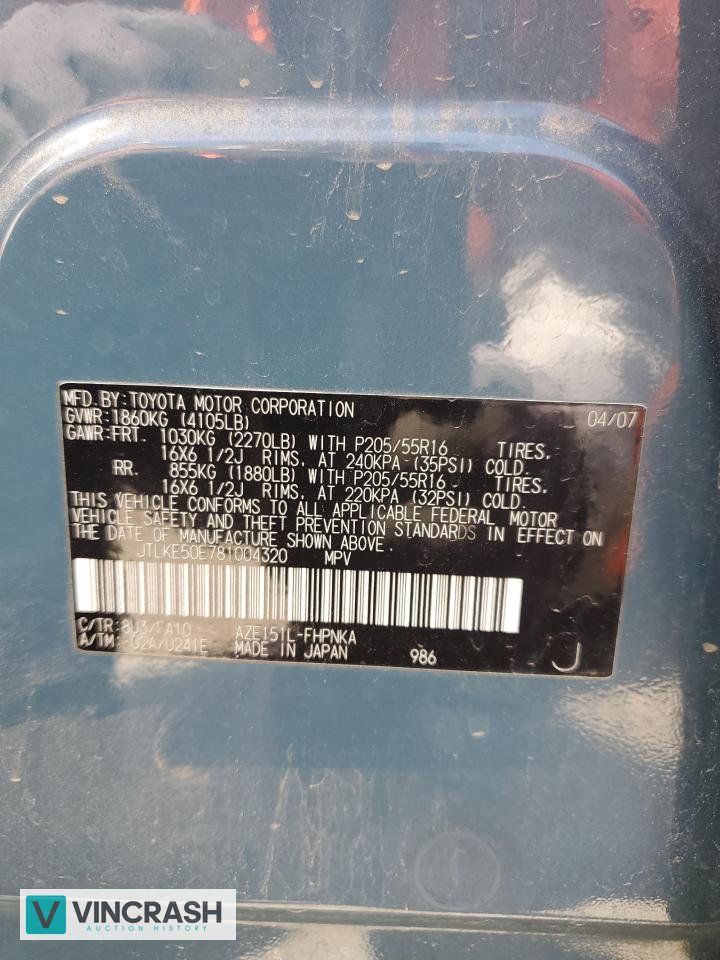 MFD. BY: TOYOTA MOTOR CORPORATION 04/07
GVWR: 1860KG (4105LB)
GAWR: FRT. 1030KG (2270LB) WITH P205/55R16 TIRES,
16X6 1/2J RIMS, AT 240KPA (35PSI) COLD.
RR. 855KG (1880LB) WITH P205/55R16 TIRES,
16X6 1/2J RIMS, AT 220KPA (32PSI) COLD.
THIS VEHICLE CONFORMS TO ALL APPLICABLE FEDERAL MOTOR
VEHICLE SAFETY AND THEFT PREVENTION STANDARDS IN EFFECT ON
THE DATE OF MANUFACTURE SHOWN ABOVE.
JTLKE50E781004320 MPV
C/TR: 8U3/FA10 AZE151L-FHPNKA
A/TM: /U241E MADE IN JAPAN 986 J
V VINCRASH
AUCTION HISTORY